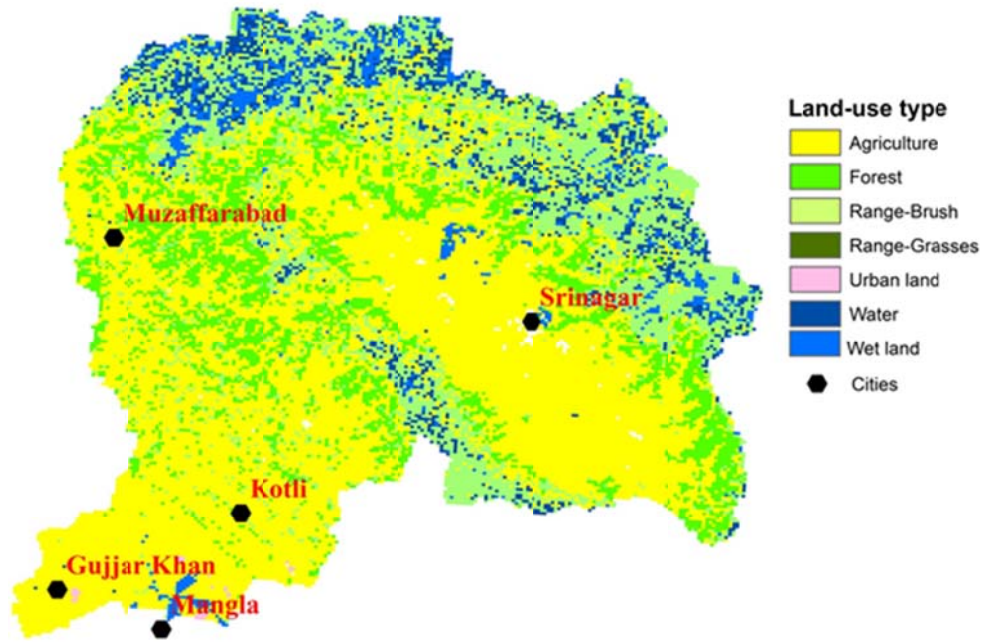 Land-use type
Agriculture
Forest
Range-Brush
Range-Grasses
Urban land
Water
Wet land
Cities
Muzaffarabad
Srinagar
Kotli
Gujjar Khan
Mangla